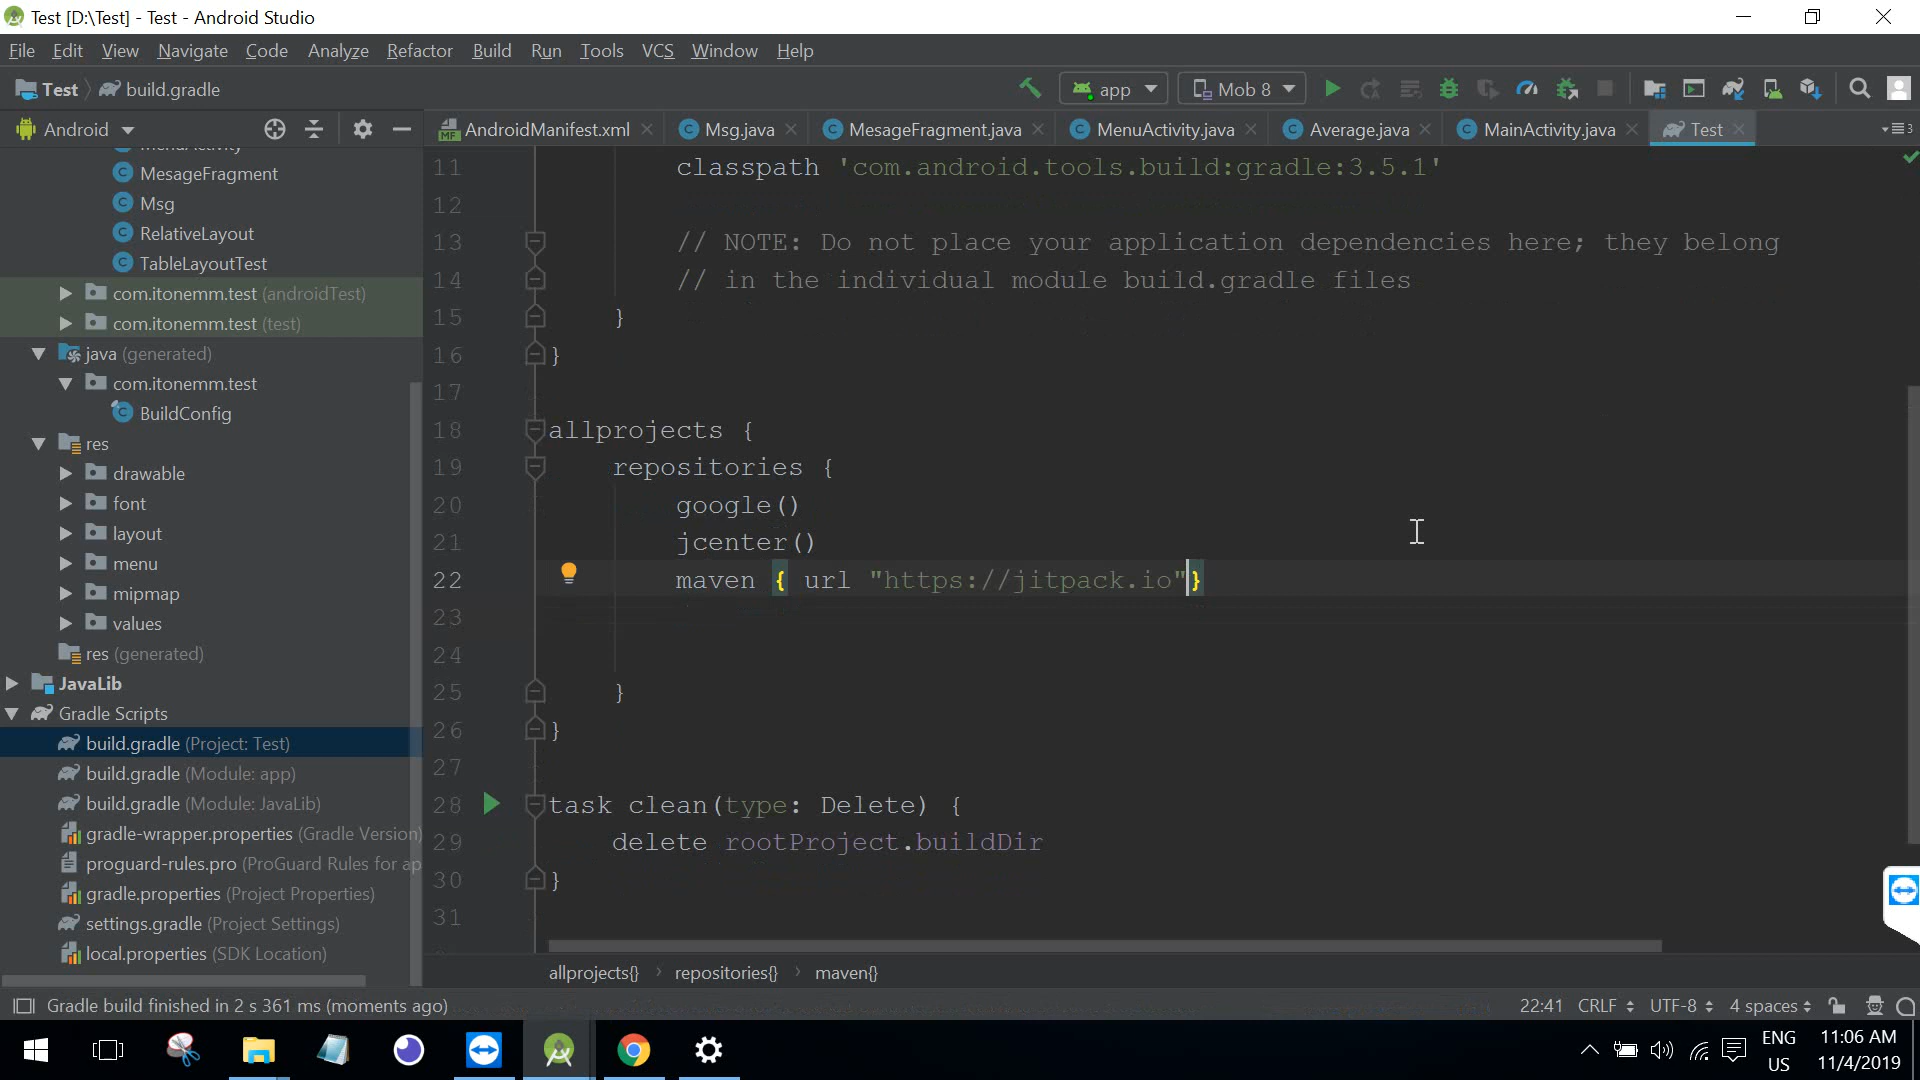 Test [D:\Test] - Test - Android Studio
File Edit View Navigate Code Analyze Refactor Build Run Tools VCS Window Help
Test build.gradle
app Mob 8
Android
AndroidManifest.xml Msg.java MesageFragment.java MenuActivity.java Average.java MainActivity.java Test 3
MenuActivity
MesageFragment
Msg
RelativeLayout
TableLayoutTest
com.itonemm.test (androidTest)
com.itonemm.test (test)
java (generated)
com.itonemm.test
BuildConfig
res
drawable
font
layout
menu
mipmap
values
res (generated)
JavaLib
Gradle Scripts
build.gradle (Project: Test)
build.gradle (Module: app)
build.gradle (Module: JavaLib)
gradle-wrapper.properties (Gradle Version)
proguard-rules.pro (ProGuard Rules for ap
gradle.properties (Project Properties)
settings.gradle (Project Settings)
local.properties (SDK Location)
11 classpath 'com.android.tools.build:gradle:3.5.1'
12
13 // NOTE: Do not place your application dependencies here; they belong
14 // in the individual module build.gradle files
15 }
16 }
17
18 allprojects {
19 repositories {
20 google()
21 jcenter()
22 maven { url "https://jitpack.io"}
23
24
25 }
26 }
27
28 task clean(type: Delete) {
29 delete rootProject.buildDir
30 }
31
allprojects{} repositories{} maven{}
Gradle build finished in 2 s 361 ms (moments ago)
22:41 CRLF UTF-8 4 spaces
ENG
US
11:06 AM
11/4/2019